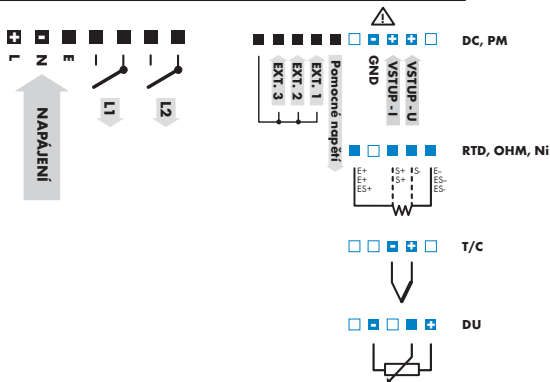 L
N
E
NAPÁJENÍ
L1
L2
EXT. 3
EXT. 2
EXT. 1
Pomocné napětí
GND
VSTUP - I
VSTUP - U
DC, PM
E+ S+ S- E–
E+ S+ ES–
ES+ ES-
RTD, OHM, Ni
T/C
DU